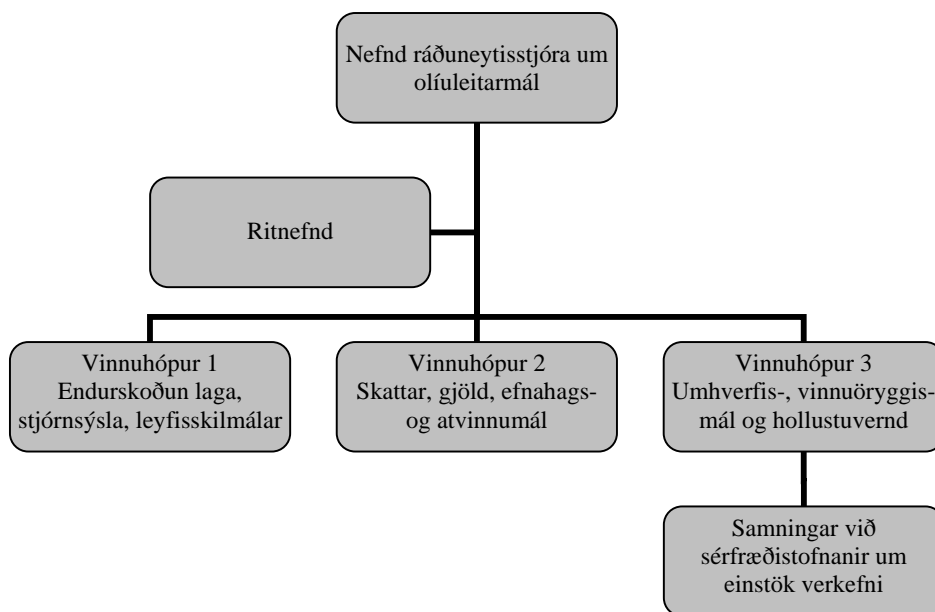 Nefnd ráðuneytisstjóra um
olíuleitarmál
Ritnefnd
Vinnuhópur 1
Endurskoðun laga,
stjórnsýsla, leyfisskilmálar
Vinnuhópur 2
Skattar, gjöld, efnahags-
og atvinnumál
Vinnuhópur 3
Umhverfis-, vinnuöryggis-
mál og hollustuvernd
Samningar við
sérfræðistofnanir um
einstök verkefni